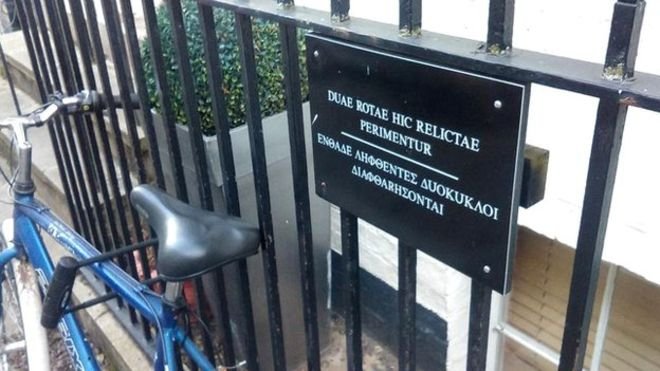 DUAE ROTAE HIC RELICTAE
PERIMENTUR
ΕΝΘΑΔΕ ΛΗΦΘΕΝΤΕΣ ΔΥΟΚΥΚΛΟΙ
ΔΙΑΦΘΑΡΗΣΟΝΤΑΙ